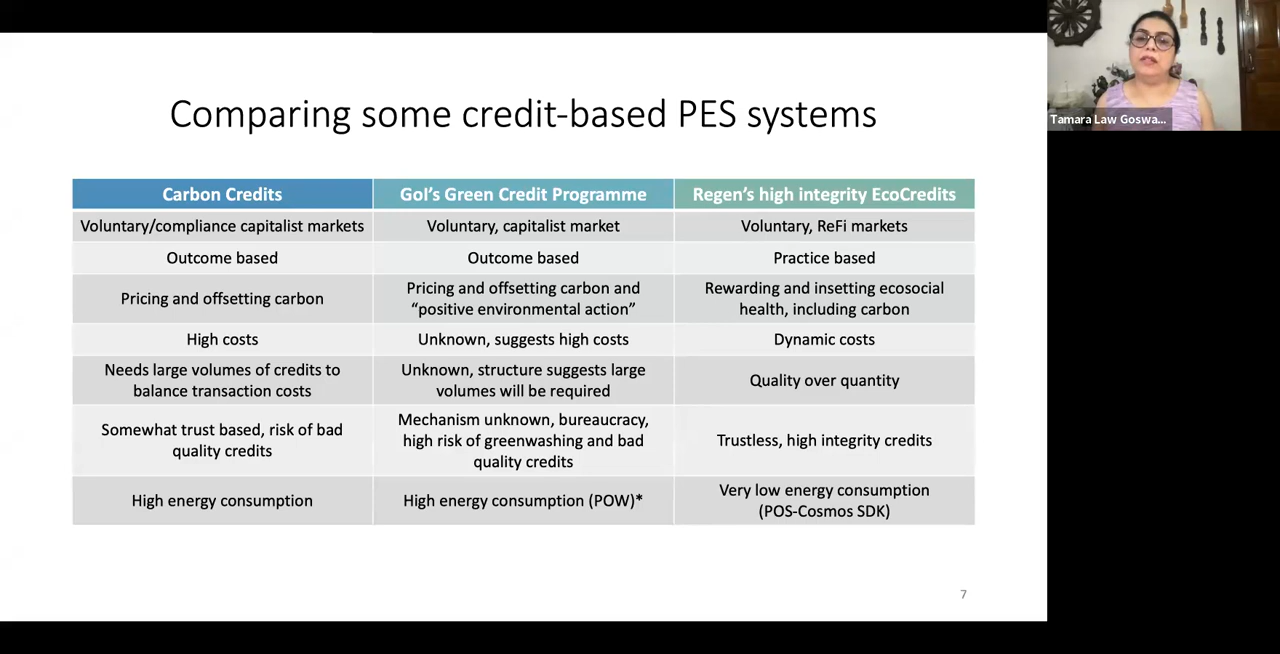 Comparing some credit-based PES systems
Carbon Credits
GoI's Green Credit Programme
Regen's high integrity EcoCredits
Voluntary/compliance capitalist markets
Voluntary, capitalist market
Voluntary, ReFi markets
Outcome based
Outcome based
Practice based
Pricing and offsetting carbon
Pricing and offsetting carbon and
“positive environmental action”
Rewarding and insetting ecosocial
health, including carbon
High costs
Unknown, suggests high costs
Dynamic costs
Needs large volumes of credits to
balance transaction costs
Unknown, structure suggests large
volumes will be required
Quality over quantity
Somewhat trust based, risk of bad
quality credits
Mechanism unknown, bureaucracy,
high risk of greenwashing and bad
quality credits
Trustless, high integrity credits
High energy consumption
High energy consumption (POW)*
Very low energy consumption
(POS-Cosmos SDK)
7
Tamara Law Goswa...